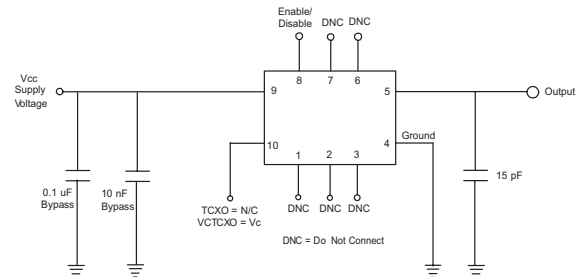 Enable/
Disable
DNC DNC
Vcc
Supply
Voltage
8 7 6
9
5
Output
10
4
Ground
1 2 3
0.1 uF
Bypass
10 nF
Bypass
15 pF
TCXO = N/C
VCTCXO = Vc
DNC DNC DNC
DNC = Do Not Connect